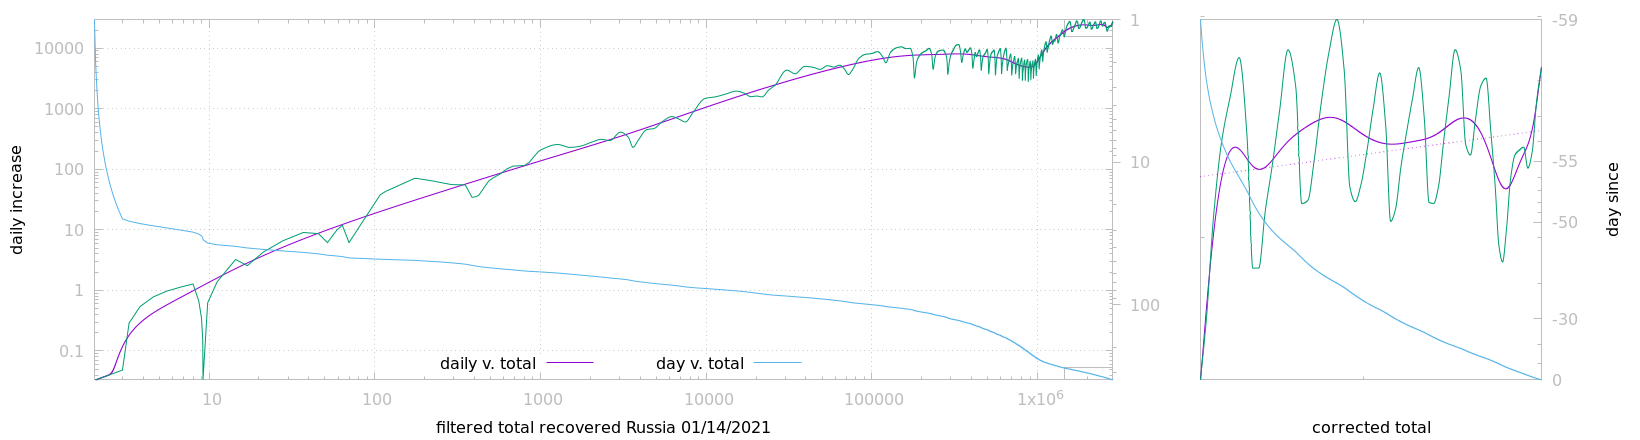 daily increase
10000
1000
100
10
1
0.1
10
100
1000
10000
100000
1x10⁶
daily v. total
day v. total
filtered total recovered Russia 01/14/2021
1
10
100
-59
-55
-50
-30
0
day since
corrected total